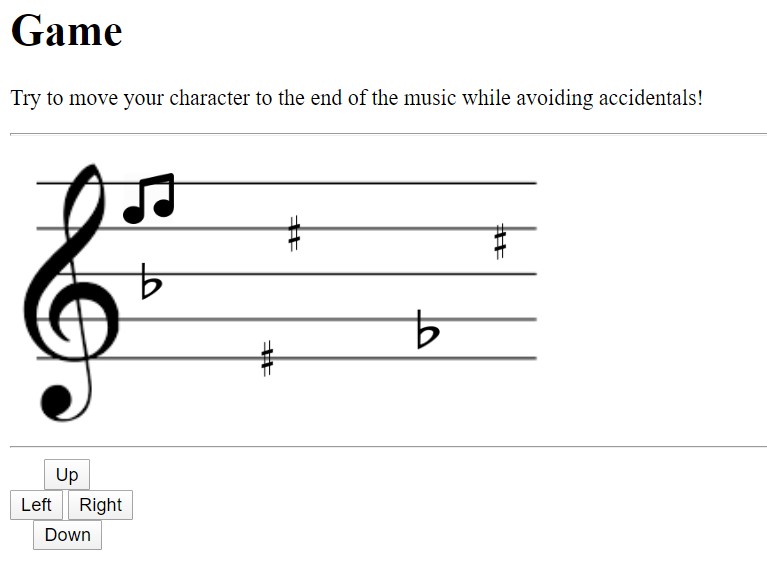 Game
Try to move your character to the end of the music while avoiding accidentals!
Up
Left Right
Down